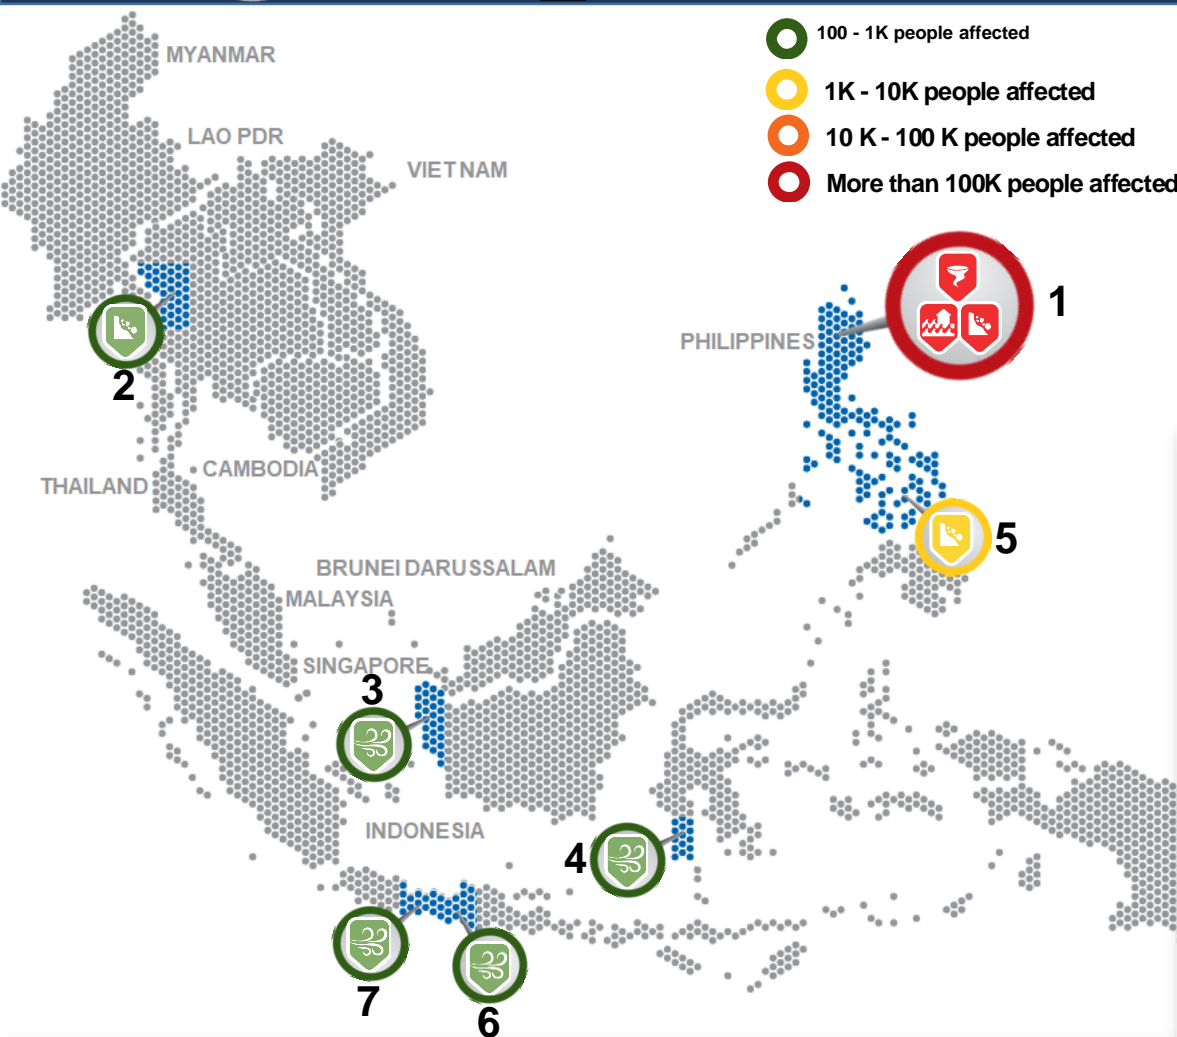 100 - 1K people affected
1K - 10K people affected
10 K - 100 K people affected
More than 100K people affected
MYANMAR
LAO PDR
VIET NAM
1
PHILIPPINES
2
CAMBODIA
THAILAND
5
BRUNEI DARUSSALAM
MALAYSIA
SINGAPORE
3
INDONESIA
4
7
6